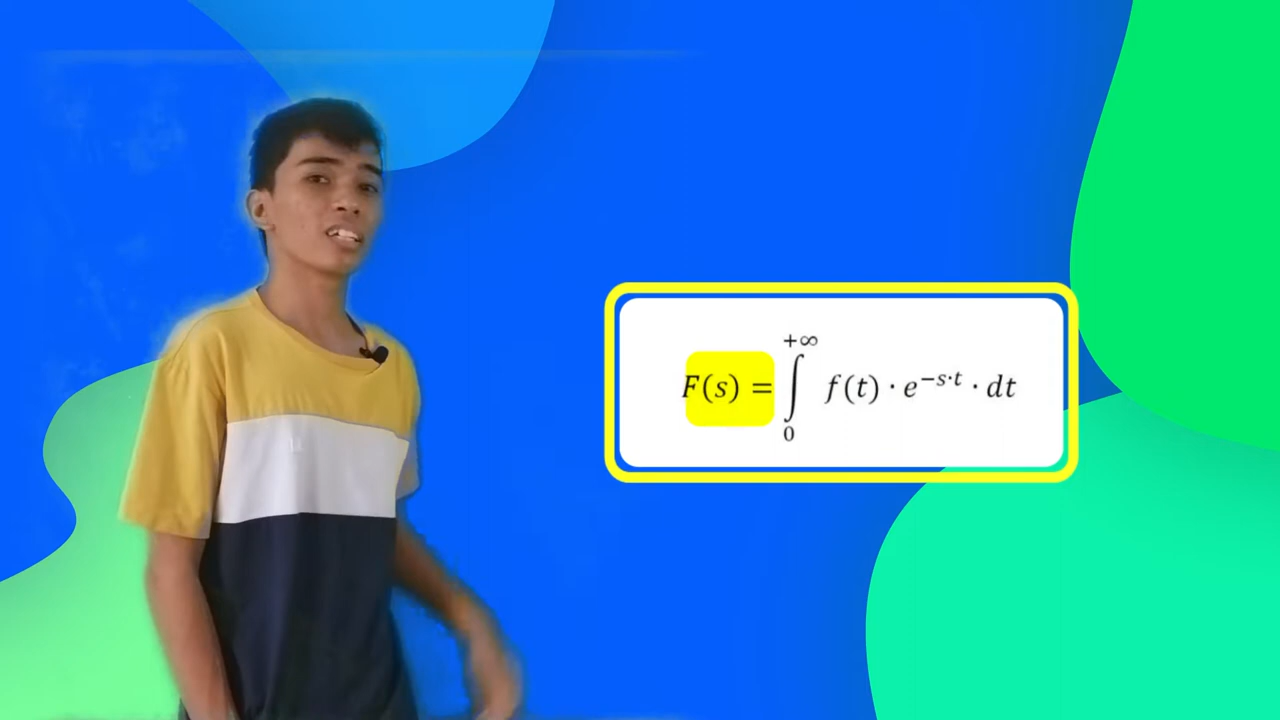 F(s) = ∫₀⁺∞ f(t) · e^{−s·t} · dt